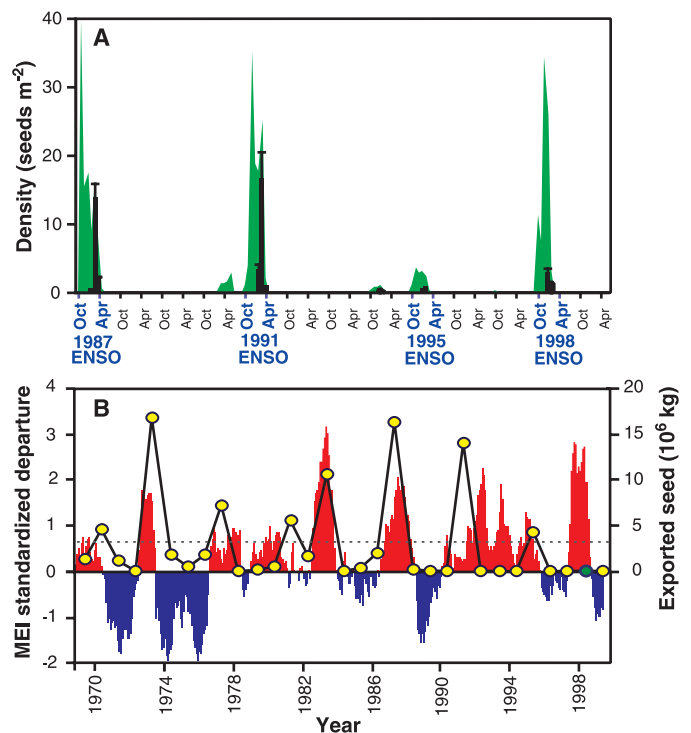 A
Density (seeds m-2)
40
30
20
10
0
Oct Apr Oct Apr Oct Apr Oct Apr Oct Apr Oct Apr Oct Apr Oct Apr Oct Apr Oct Apr Oct Apr Oct Apr Oct Apr
1987 1991 1995 1998
ENSO ENSO ENSO ENSO
B
MEI standardized departure
4
3
2
1
0
-1
-2
20
15
10
5
0
Exported seed (10⁶ kg)
1970 1974 1978 1982 1986 1990 1994 1998
Year